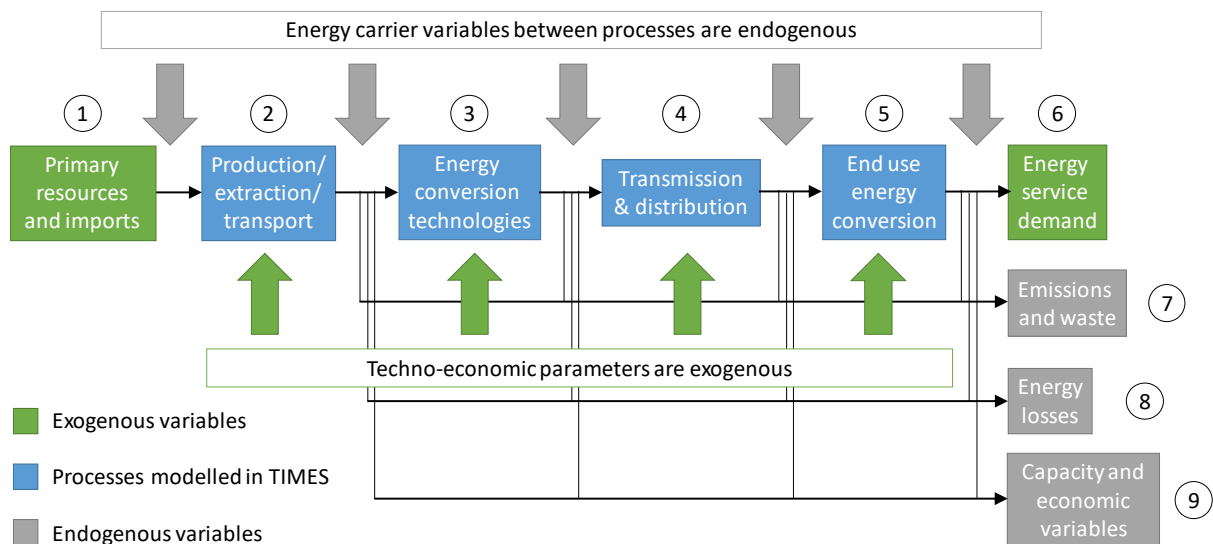 Energy carrier variables between processes are endogenous
1
2
3
4
5
6
Primary
resources
and imports
Production/
extraction/
transport
Energy
conversion
technologies
Transmission
& distribution
End use
energy
conversion
Energy
service
demand
Emissions
and waste
7
Techno-economic parameters are exogenous
Energy
losses
8
Exogenous variables
Processes modelled in TIMES
Capacity and
economic
variables
9
Endogenous variables